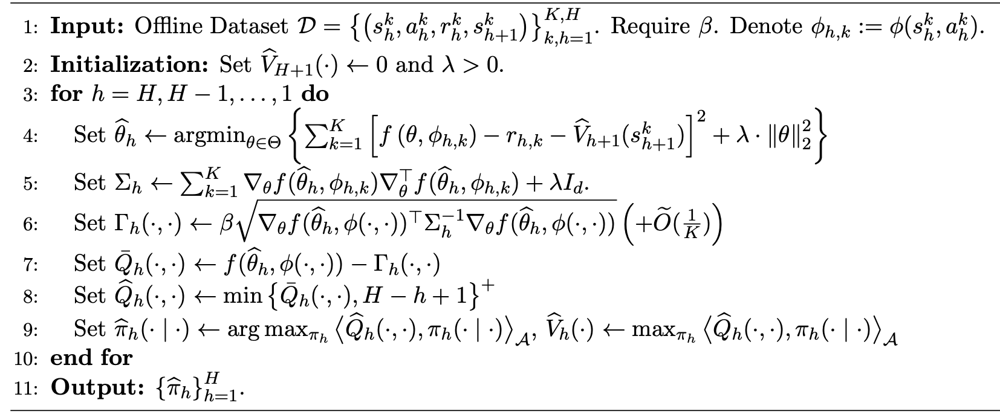 1: Input: Offline Dataset $\mathcal{D} = \left\{\left(s_h^k, a_h^k, r_h^k, s_{h+1}^k\right)\right\}_{k,h=1}^{K,H}$. Require $\beta$. Denote $\phi_{h,k} := \phi(s_h^k, a_h^k)$.
2: Initialization: Set $\widehat{V}_{H+1}(\cdot) \leftarrow 0$ and $\lambda > 0$.
3: for $h = H, H-1, \ldots, 1$ do
4: Set $\widehat{\theta}_h \leftarrow \mathrm{argmin}_{\theta \in \Theta} \left\{ \sum_{k=1}^K \left[ f(\theta, \phi_{h,k}) - r_{h,k} - \widehat{V}_{h+1}(s_{h+1}^k) \right]^2 + \lambda \cdot \|\theta\|_2^2 \right\}$
5: Set $\Sigma_h \leftarrow \sum_{k=1}^K \nabla_\theta f(\widehat{\theta}_h, \phi_{h,k}) \nabla_\theta^\top f(\widehat{\theta}_h, \phi_{h,k}) + \lambda I_d$.
6: Set $\Gamma_h(\cdot,\cdot) \leftarrow \beta \sqrt{\nabla_\theta f(\widehat{\theta}_h, \phi(\cdot,\cdot))^\top \Sigma_h^{-1} \nabla_\theta f(\widehat{\theta}_h, \phi(\cdot,\cdot))} \left( + \widetilde{O}(\frac{1}{K}) \right)$
7: Set $\bar{Q}_h(\cdot,\cdot) \leftarrow f(\widehat{\theta}_h, \phi(\cdot,\cdot)) - \Gamma_h(\cdot,\cdot)$
8: Set $\widehat{Q}_h(\cdot,\cdot) \leftarrow \min\left\{\bar{Q}_h(\cdot,\cdot), H-h+1\right\}^+$
9: Set $\widehat{\pi}_h(\cdot \mid \cdot) \leftarrow \arg\max_{\pi_h} \left\langle \widehat{Q}_h(\cdot,\cdot), \pi_h(\cdot \mid \cdot) \right\rangle_{\mathcal{A}}$, $\widehat{V}_h(\cdot) \leftarrow \max_{\pi_h} \left\langle \widehat{Q}_h(\cdot,\cdot), \pi_h(\cdot \mid \cdot) \right\rangle_{\mathcal{A}}$
10: end for
11: Output: $\{\widehat{\pi}_h\}_{h=1}^H$.